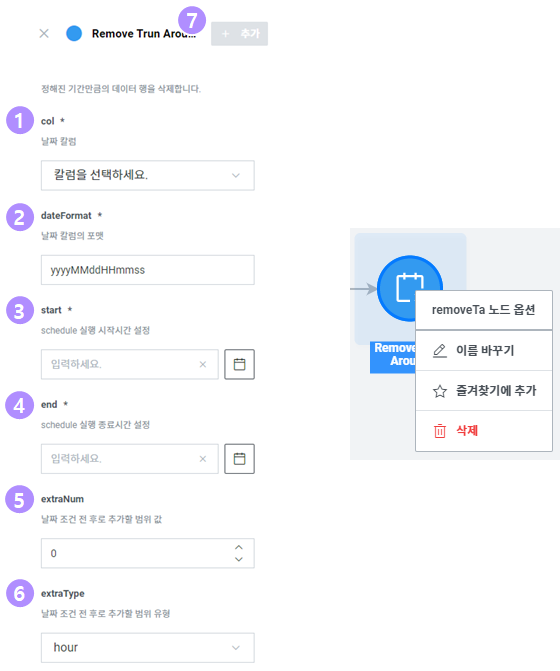 7
Remove Trun Arou...
+ 추가
정해진 기간만큼의 데이터 행을 삭제합니다.
1
col *
날짜 칼럼
칼럼을 선택하세요.
2
dateFormat *
날짜 칼럼의 포맷
yyyyMMddHHmmss
3
start *
schedule 실행 시작시간 설정
입력하세요.
4
end *
schedule 실행 종료시간 설정
입력하세요.
5
extraNum
날짜 조건 전 후로 추가할 범위 값
0
6
extraType
날짜 조건 전 후로 추가할 범위 유형
hour
Remove
Arou
removeTa 노드 옵션
이름 바꾸기
즐겨찾기에 추가
삭제